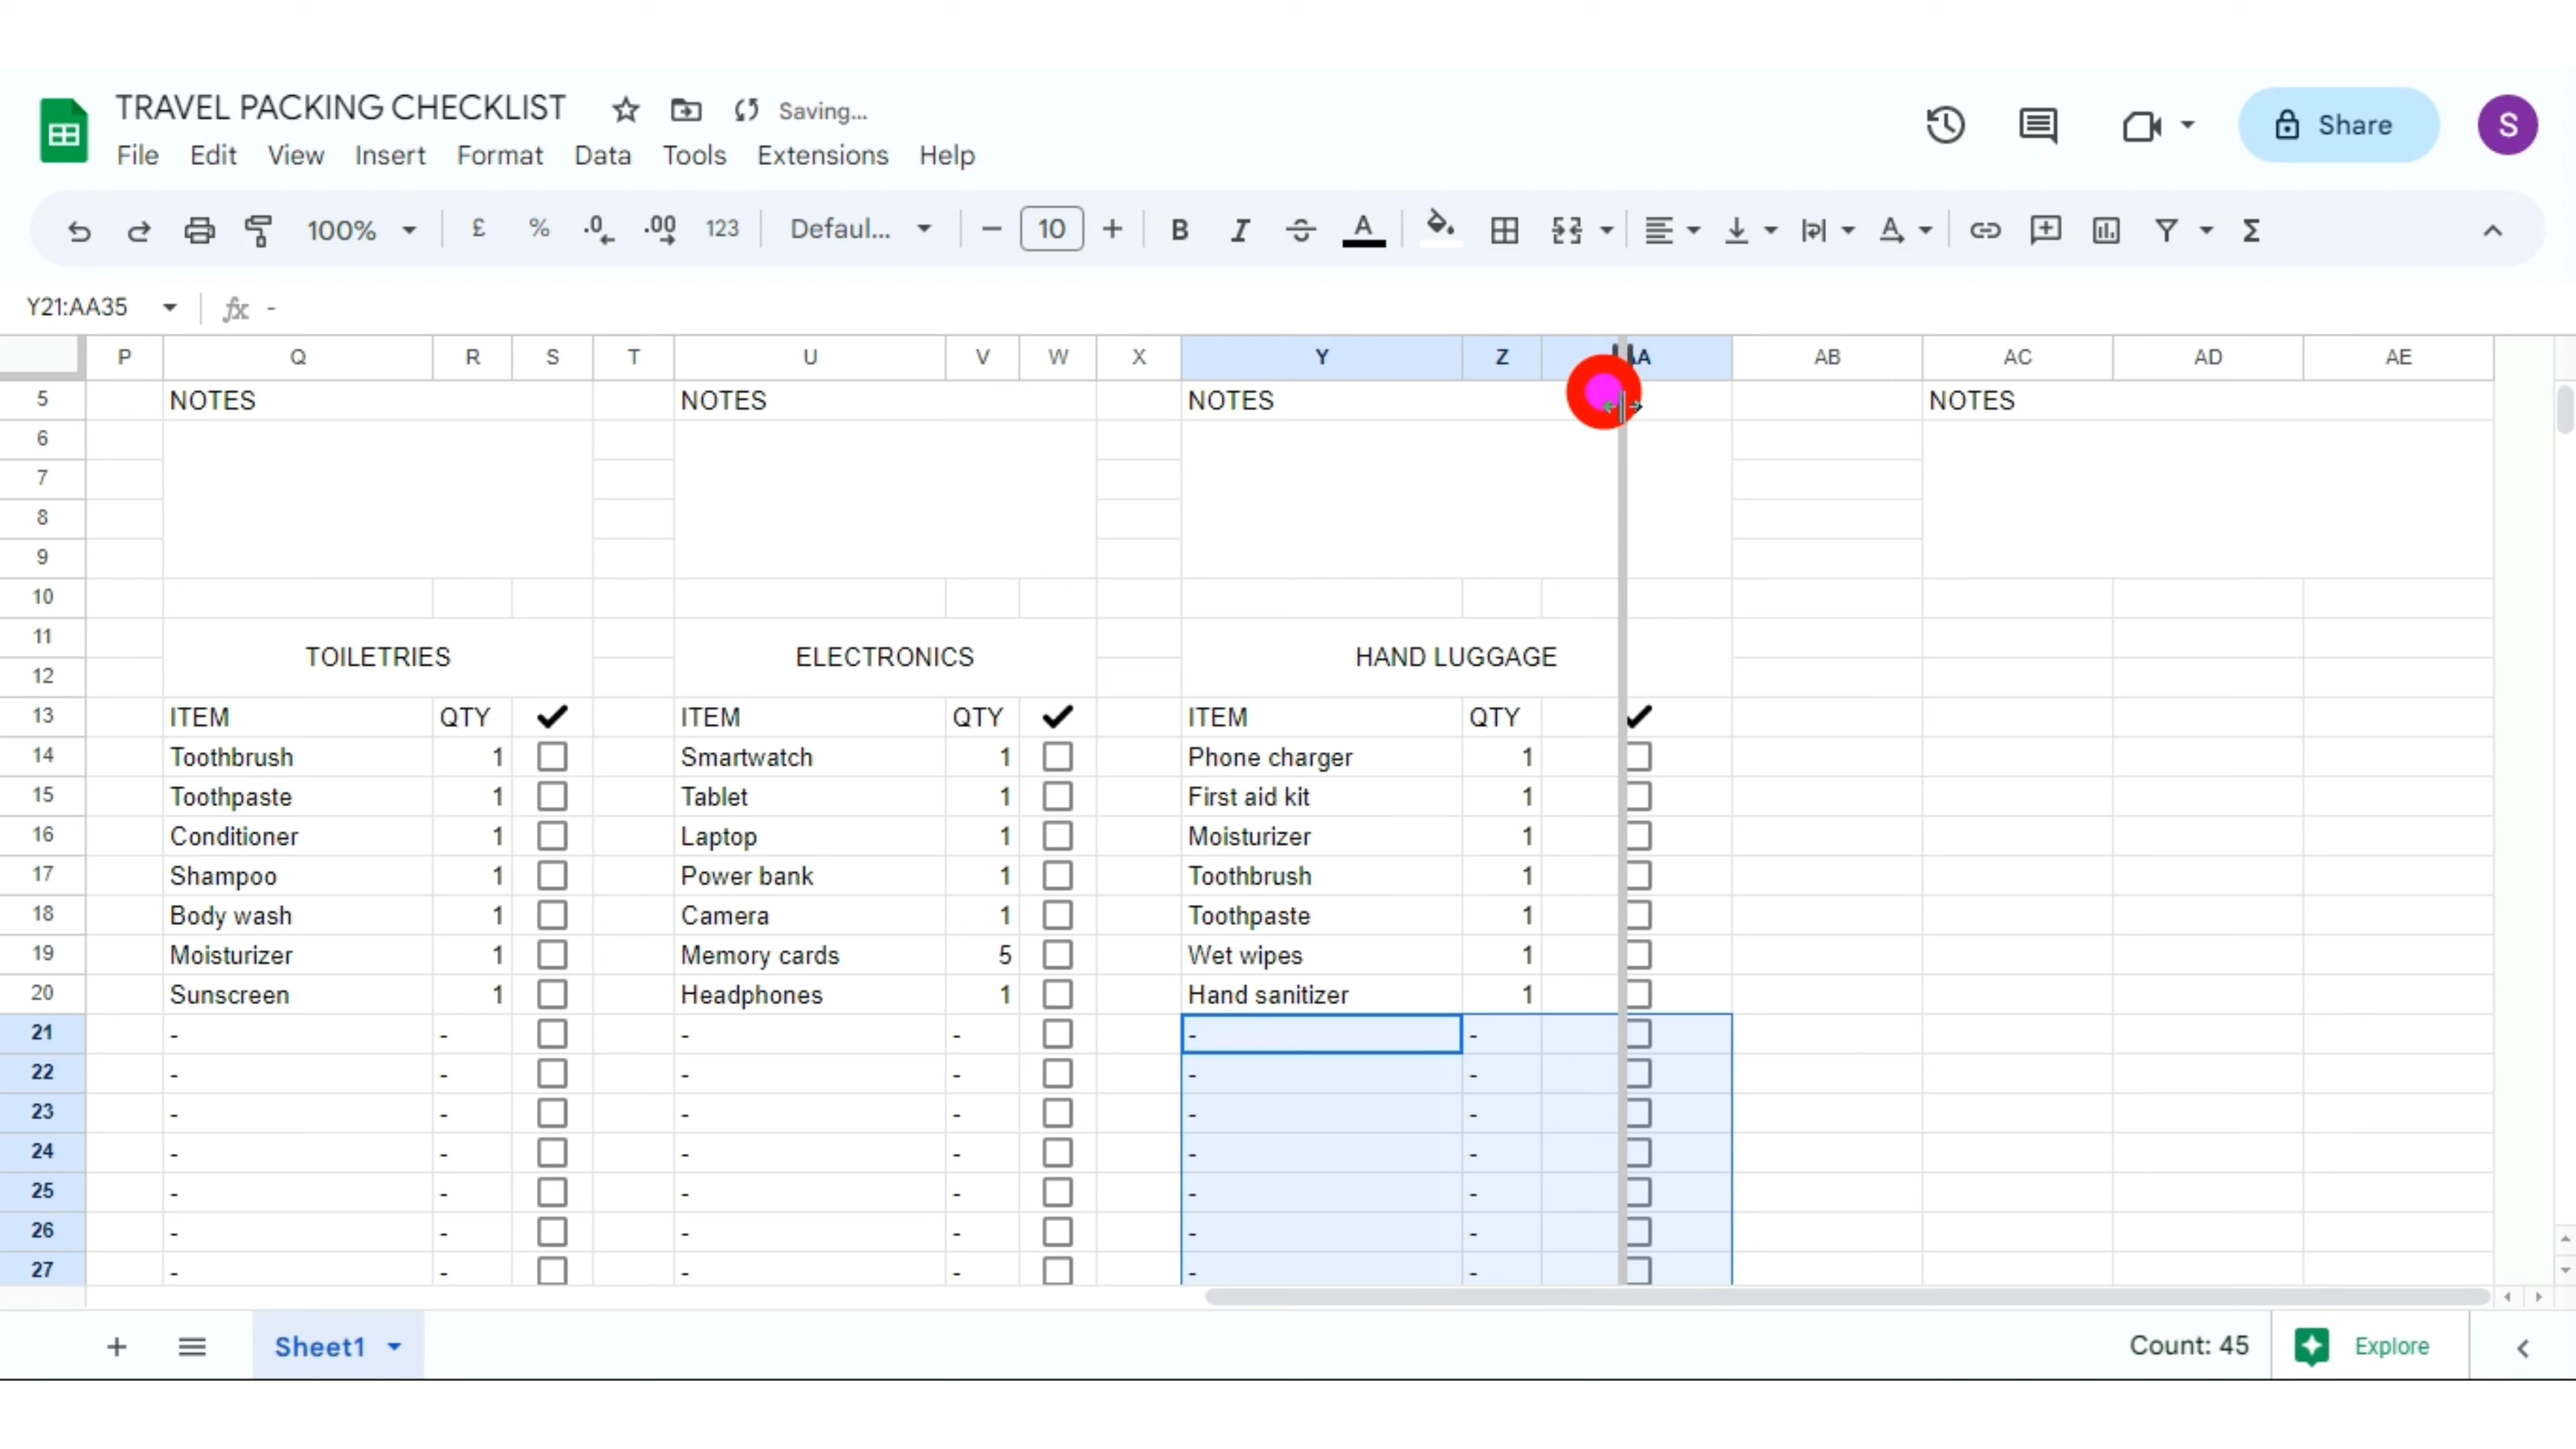 TRAVEL PACKING CHECKLIST Saving...
File Edit View Insert Format Data Tools Extensions Help
Share S
100% £ % .0 .00 123 Defaul... 10 B I A A Σ
Y21:AA35 fx -
P Q R S T U V W X Y Z AA AB AC AD AE
5 NOTES NOTES NOTES NOTES
6
7
8
9
10
11
TOILETRIES ELECTRONICS HAND LUGGAGE
12
13 ITEM QTY ✔ ITEM QTY ✔ ITEM QTY ✔
14 Toothbrush 1 Smartwatch 1 Phone charger 1
15 Toothpaste 1 Tablet 1 First aid kit 1
16 Conditioner 1 Laptop 1 Moisturizer 1
17 Shampoo 1 Power bank 1 Toothbrush 1
18 Body wash 1 Camera 1 Toothpaste 1
19 Moisturizer 1 Memory cards 5 Wet wipes 1
20 Sunscreen 1 Headphones 1 Hand sanitizer 1
21 - - - - - -
22 - - - - - -
23 - - - - - -
24 - - - - - -
25 - - - - - -
26 - - - - - -
27 - - - - - -
Sheet1 Count: 45 Explore